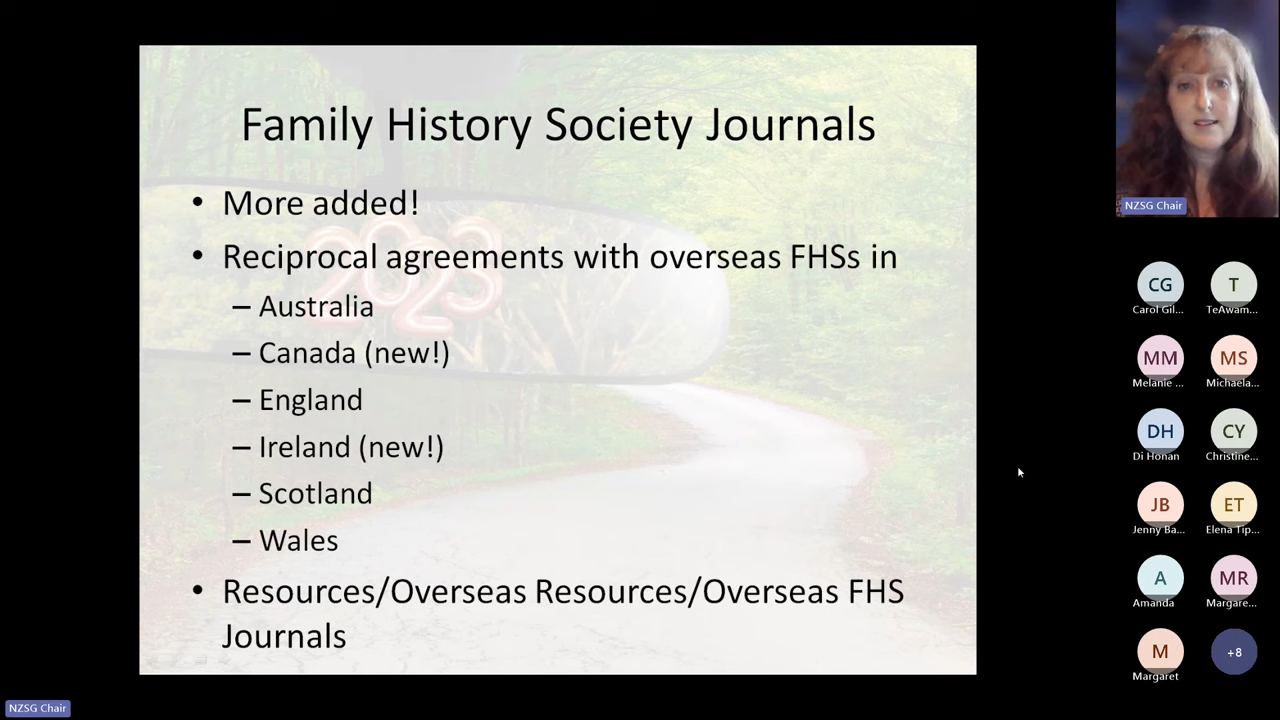 Family History Society Journals
• More added!
• Reciprocal agreements with overseas FHSs in
– Australia
– Canada (new!)
– England
– Ireland (new!)
– Scotland
– Wales
• Resources/Overseas Resources/Overseas FHS
Journals
2023
NZSG Chair
CG
Carol Gil...
T
TeAwam...
MM
Melanie ...
MS
Michaela...
DH
Di Honan
CY
Christine...
JB
Jenny Ba...
ET
Elena Tip...
A
Amanda
MR
Margare...
M
Margaret
+8
NZSG Chair